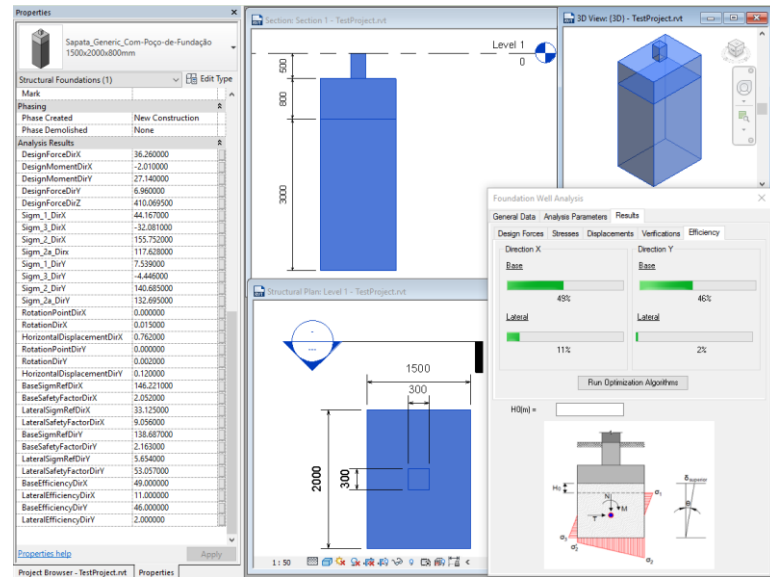 Properties
Sapata_Generic_Com-Poço-de-Fundação
1500x2000x800mm
Structural Foundations (1)
Edit Type
Mark
Phasing
Phase Created New Construction
Phase Demolished None
Analysis Results
DesignForceDirX 36.260000
DesignMomentDirX -2.010000
DesignMomentDirY 27.140000
DesignForceDirY 6.960000
DesignForceDirZ 410.069500
Sigm_1_DirX 44.167000
Sigm_3_DirX -32.081000
Sigm_2_DirX 155.752000
Sigm_2a_Dirx 117.628000
Sigm_1_DirY 7.539000
Sigm_3_DirY -4.446000
Sigm_2_DirY 140.685000
Sigm_2a_DirY 132.695000
RotationPointDirX 0.000000
RotationDirX 0.015000
HorizontalDisplacementDirX 0.762000
RotationPointDirY 0.000000
RotationDirY 0.002000
HorizontalDisplacementDirY 0.120000
BaseSigmRefDirX 146.221000
BaseSafetyFactorDirX 2.052000
LateralSigmRefDirX 33.125000
LateralSafetyFactorDirX 9.056000
BaseSigmRefDirY 138.687000
BaseSafetyFactorDirY 2.163000
LateralSigmRefDirY 5.654000
LateralSafetyFactorDirY 53.057000
BaseEfficiencyDirX 49.000000
LateralEfficiencyDirX 11.000000
BaseEfficiencyDirY 46.000000
LateralEfficiencyDirY 2.000000
Properties help
Apply
Project Browser - TestProject.rvt Properties
Section: Section 1 - TestProject.rvt
Level 1
0
500
800
3000
3D View: {3D} - TestProject.rvt
Structural Plan: Level 1 - TestProject.rvt
1500
300
2000
300
1 : 50
Foundation Well Analysis
General Data Analysis Parameters Results
Design Forces Stresses Displacements Verifications Efficiency
Direction X Direction Y
Base Base
49% 46%
Lateral Lateral
11% 2%
Run Optimization Algorithms
H0(m) =
H₀
N
M
T
σ₁
σ₃
σ₂
σ₂
δsuperior
θ